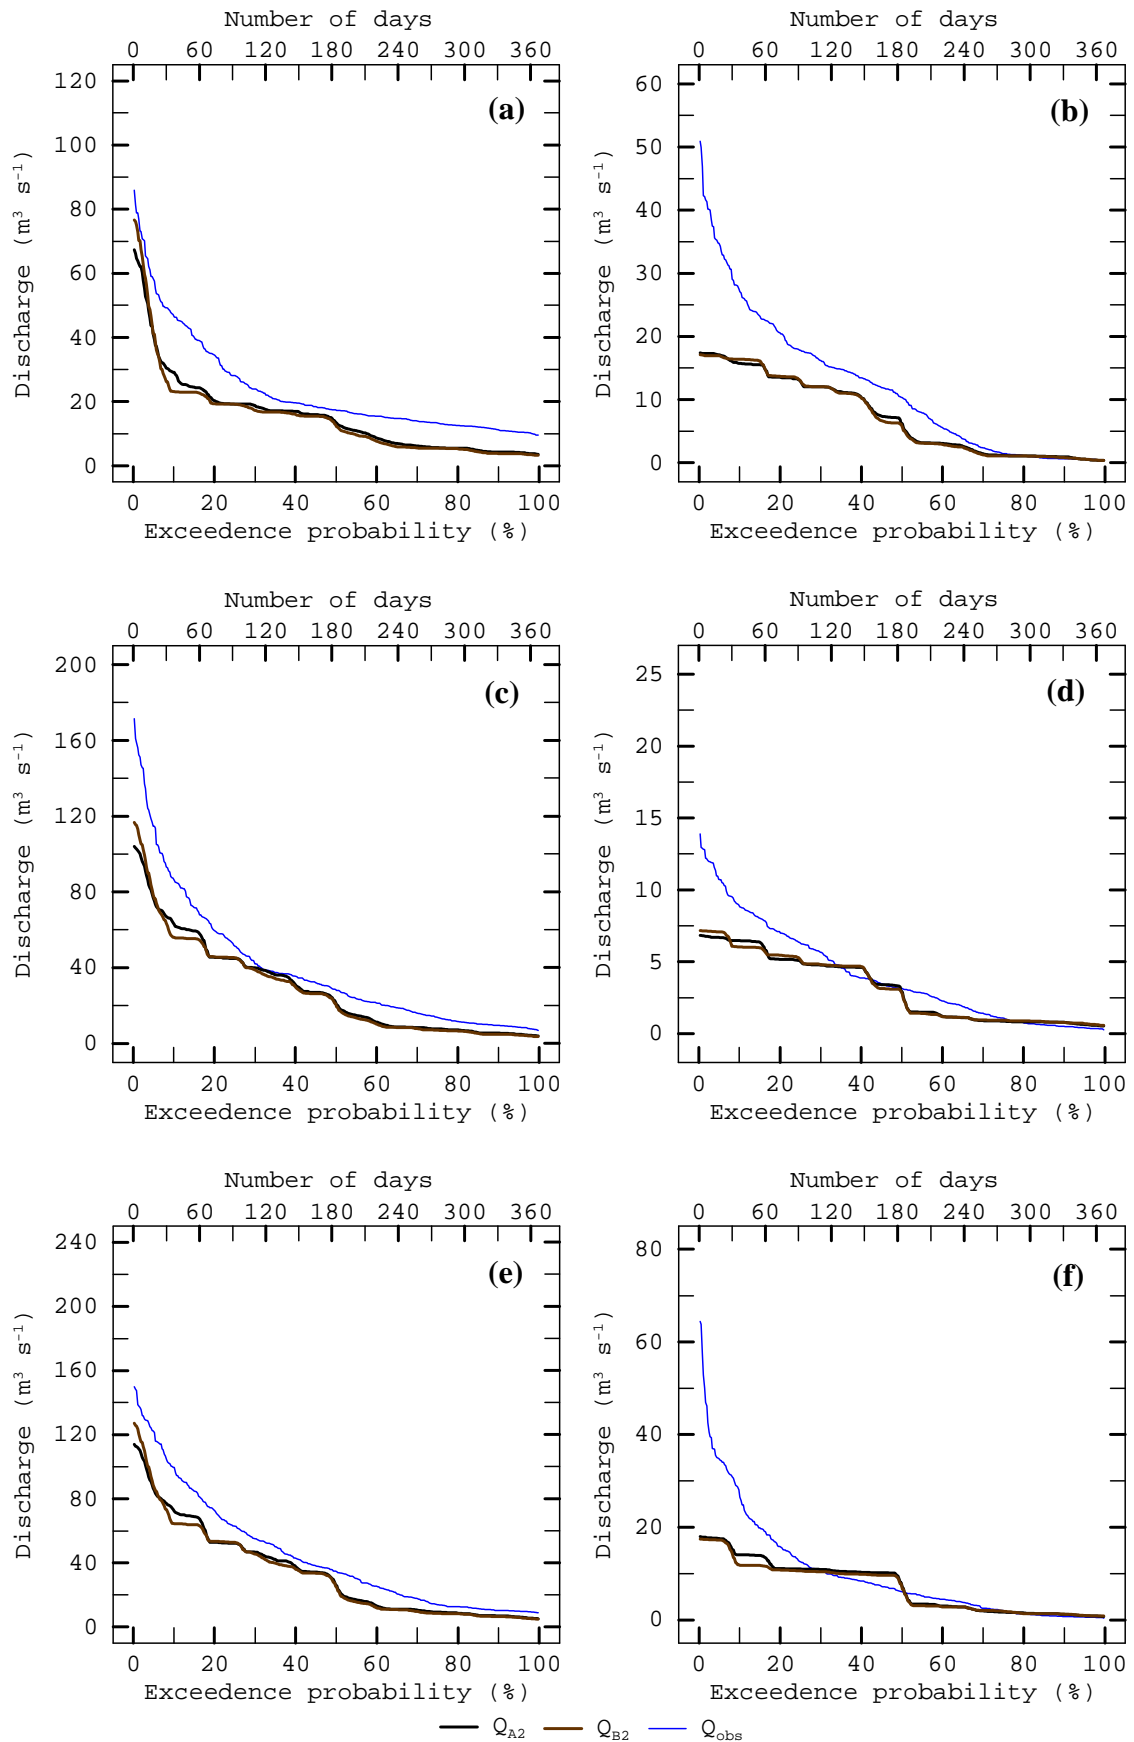 Number of days
0 60 120 180 240 300 360
120
100
80
60
40
20
0
Discharge (m³ s⁻¹)
(a)
0 20 40 60 80 100
Exceedence probability (%)
Number of days
0 60 120 180 240 300 360
60
50
40
30
20
10
0
Discharge (m³ s⁻¹)
(b)
0 20 40 60 80 100
Exceedence probability (%)
Number of days
0 60 120 180 240 300 360
200
160
120
80
40
0
Discharge (m³ s⁻¹)
(c)
0 20 40 60 80 100
Exceedence probability (%)
Number of days
0 60 120 180 240 300 360
25
20
15
10
5
0
Discharge (m³ s⁻¹)
(d)
0 20 40 60 80 100
Exceedence probability (%)
Number of days
0 60 120 180 240 300 360
240
200
160
120
80
40
0
Discharge (m³ s⁻¹)
(e)
0 20 40 60 80 100
Exceedence probability (%)
Number of days
0 60 120 180 240 300 360
80
60
40
20
0
Discharge (m³ s⁻¹)
(f)
0 20 40 60 80 100
Exceedence probability (%)
Q_A2 Q_B2 Q_obs